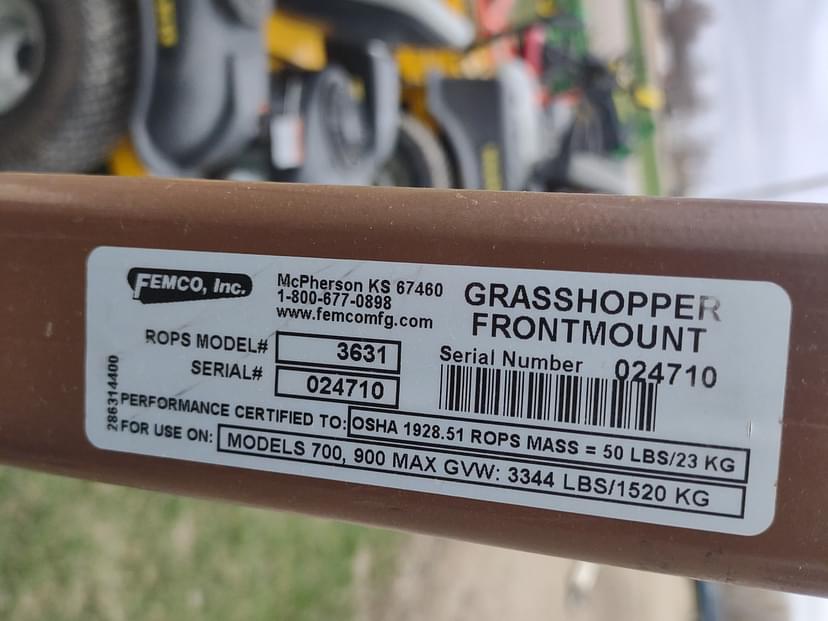 FEMCO, Inc.
McPherson KS 67460
1-800-677-0898
www.femcomfg.com
GRASSHOPPER
FRONTMOUNT
ROPS MODEL# 3631
SERIAL# 024710
Serial Number 024710
286314400
PERFORMANCE CERTIFIED TO: OSHA 1928.51 ROPS MASS = 50 LBS/23 KG
FOR USE ON: MODELS 700, 900 MAX GVW: 3344 LBS/1520 KG